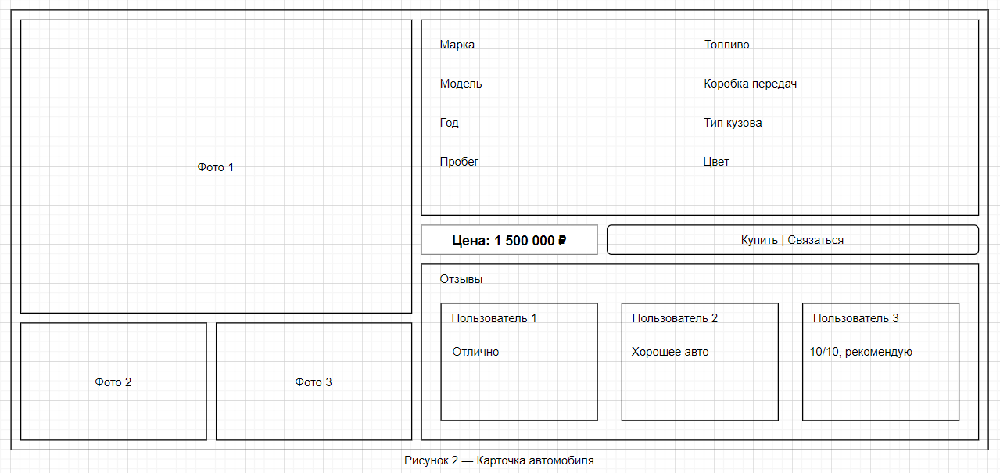 Фото 1
Фото 2
Фото 3
Марка
Топливо
Модель
Коробка передач
Год
Тип кузова
Пробег
Цвет
Цена: 1 500 000 ₽
Купить | Связаться
Отзывы
Пользователь 1
Отлично
Пользователь 2
Хорошее авто
Пользователь 3
10/10, рекомендую
Рисунок 2 — Карточка автомобиля